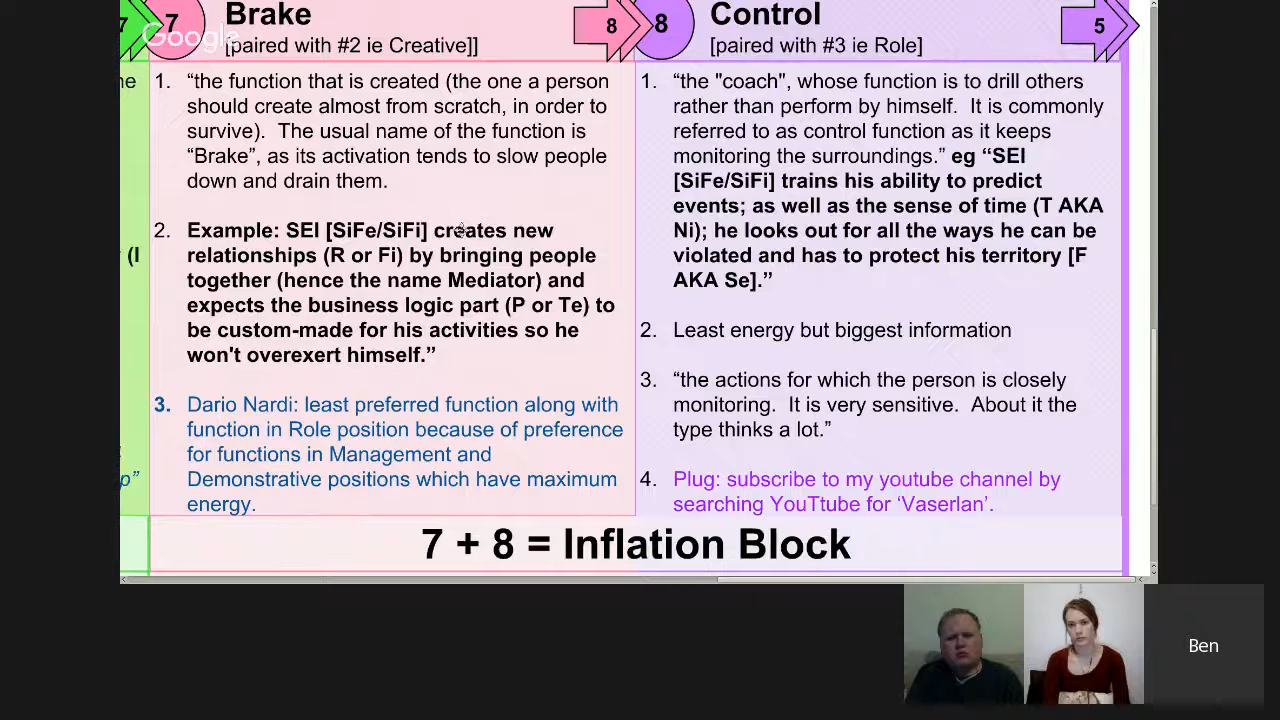 7
7
Brake
8
8
Control
5
Google
[paired with #2 ie Creative]]
[paired with #3 ie Role]
ne
1. “the function that is created (the one a person
should create almost from scratch, in order to
survive). The usual name of the function is
“Brake”, as its activation tends to slow people
down and drain them.
(I
2. Example: SEI [SiFe/SiFi] creates new
relationships (R or Fi) by bringing people
together (hence the name Mediator) and
expects the business logic part (P or Te) to
be custom-made for his activities so he
won't overexert himself.”
p”
3. Dario Nardi: least preferred function along with
function in Role position because of preference
for functions in Management and
Demonstrative positions which have maximum
energy.
1. “the "coach", whose function is to drill others
rather than perform by himself. It is commonly
referred to as control function as it keeps
monitoring the surroundings.” eg “SEI
[SiFe/SiFi] trains his ability to predict
events; as well as the sense of time (T AKA
Ni); he looks out for all the ways he can be
violated and has to protect his territory [F
AKA Se].”
2. Least energy but biggest information
3. “the actions for which the person is closely
monitoring. It is very sensitive. About it the
type thinks a lot.”
4. Plug: subscribe to my youtube channel by
searching YouTtube for ‘Vaserlan’.
7 + 8 = Inflation Block
Ben